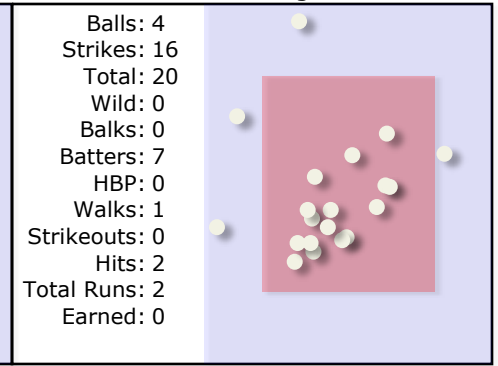 Balls: 4
Strikes: 16
Total: 20
Wild: 0
Balks: 0
Batters: 7
HBP: 0
Walks: 1
Strikeouts: 0
Hits: 2
Total Runs: 2
Earned: 0